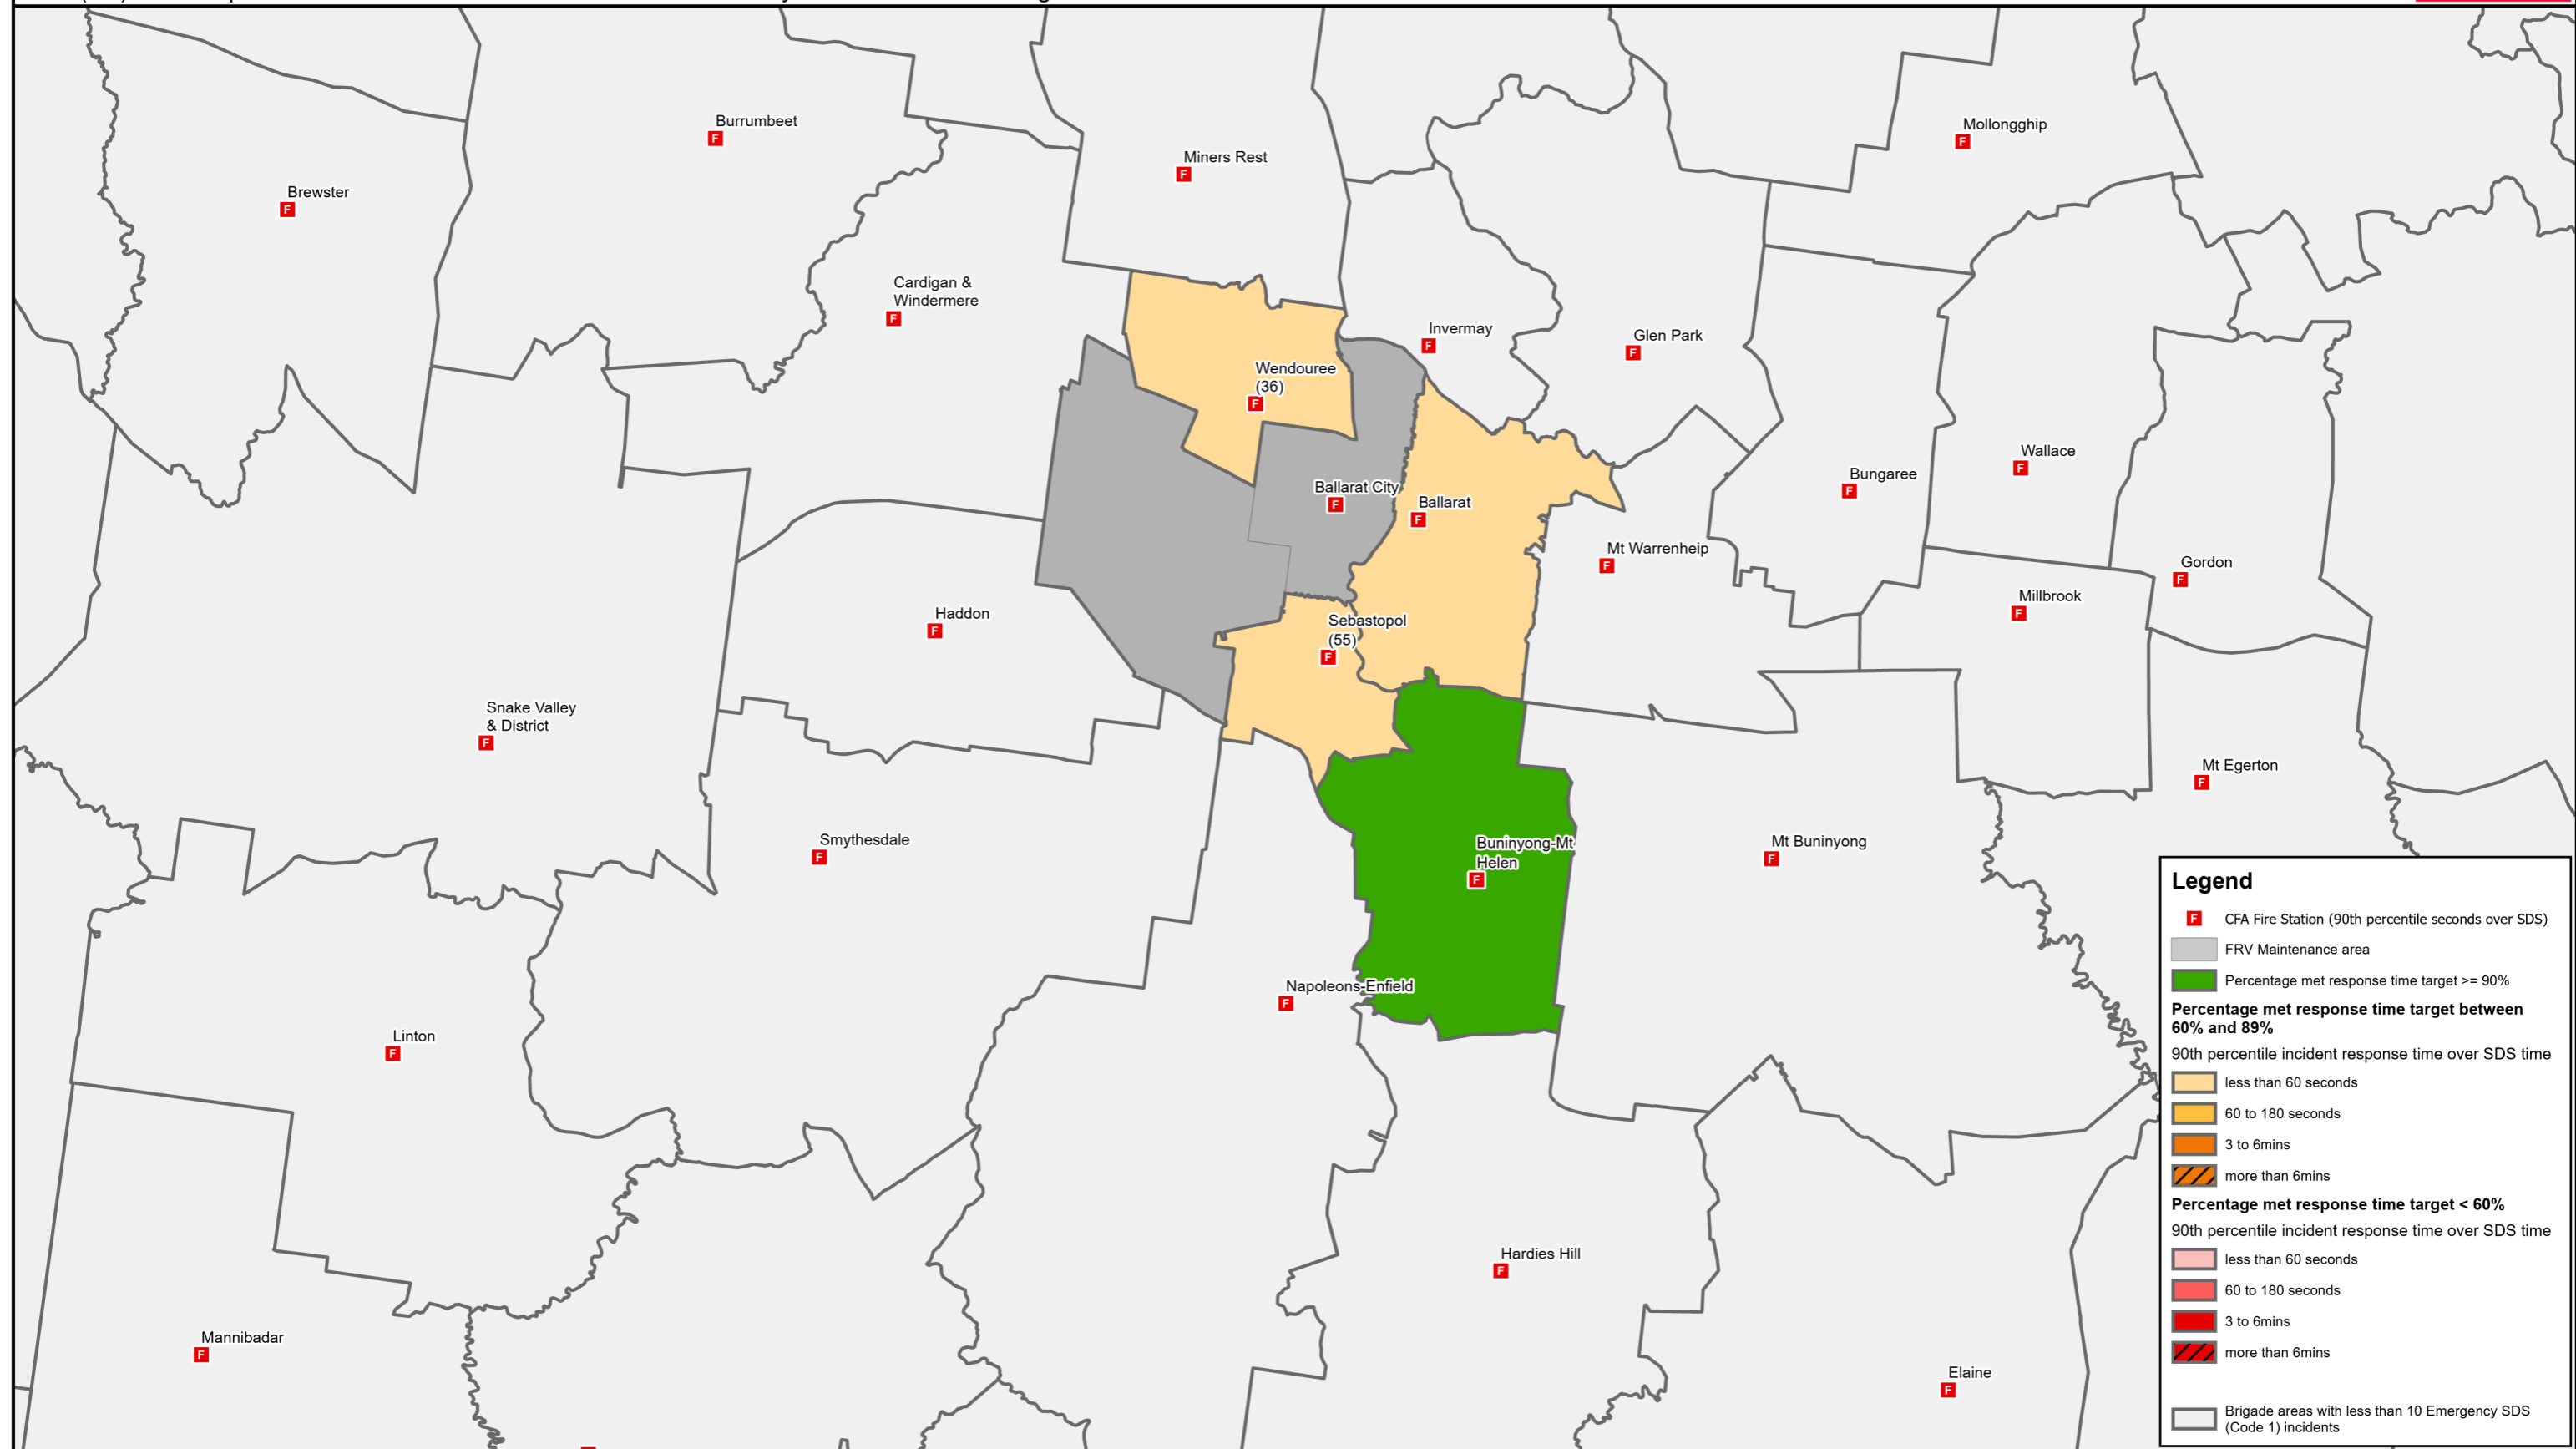 Burrumbeet
Mollongghip
Miners Rest
Brewster
Cardigan &
Windermere
Invermay
Glen Park
Wendouree
(36)
Wallace
Bungaree
Ballarat City
Ballarat
Mt Warrenheip
Gordon
Millbrook
Haddon
Sebastopol
(55)
Snake Valley
& District
Mt Egerton
Smythesdale
Buninyong-Mt
Helen
Mt Buninyong
Napoleons-Enfield
Linton
Hardies Hill
Mannibadar
Elaine
Legend
F CFA Fire Station (90th percentile seconds over SDS)
FRV Maintenance area
Percentage met response time target >= 90%
Percentage met response time target between
60% and 89%
90th percentile incident response time over SDS time
less than 60 seconds
60 to 180 seconds
3 to 6mins
more than 6mins
Percentage met response time target < 60%
90th percentile incident response time over SDS time
less than 60 seconds
60 to 180 seconds
3 to 6mins
more than 6mins
Brigade areas with less than 10 Emergency SDS
(Code 1) incidents